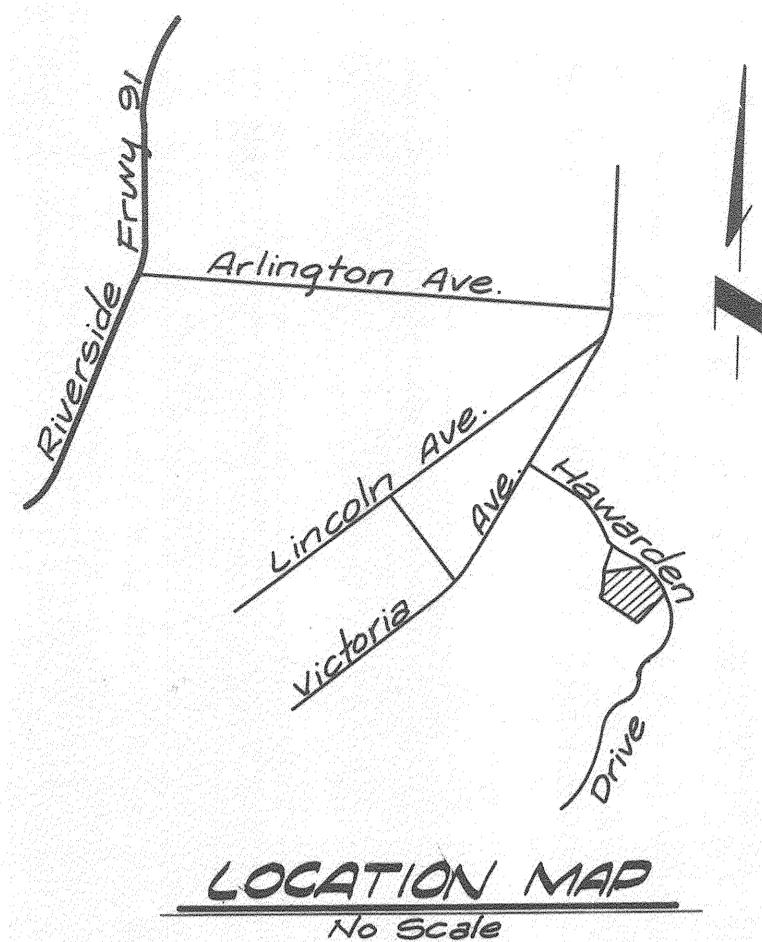 Riverside Frwy 91
Arlington Ave.
Lincoln Ave.
Victoria Ave.
Hawarden Drive
LOCATION MAP
No Scale